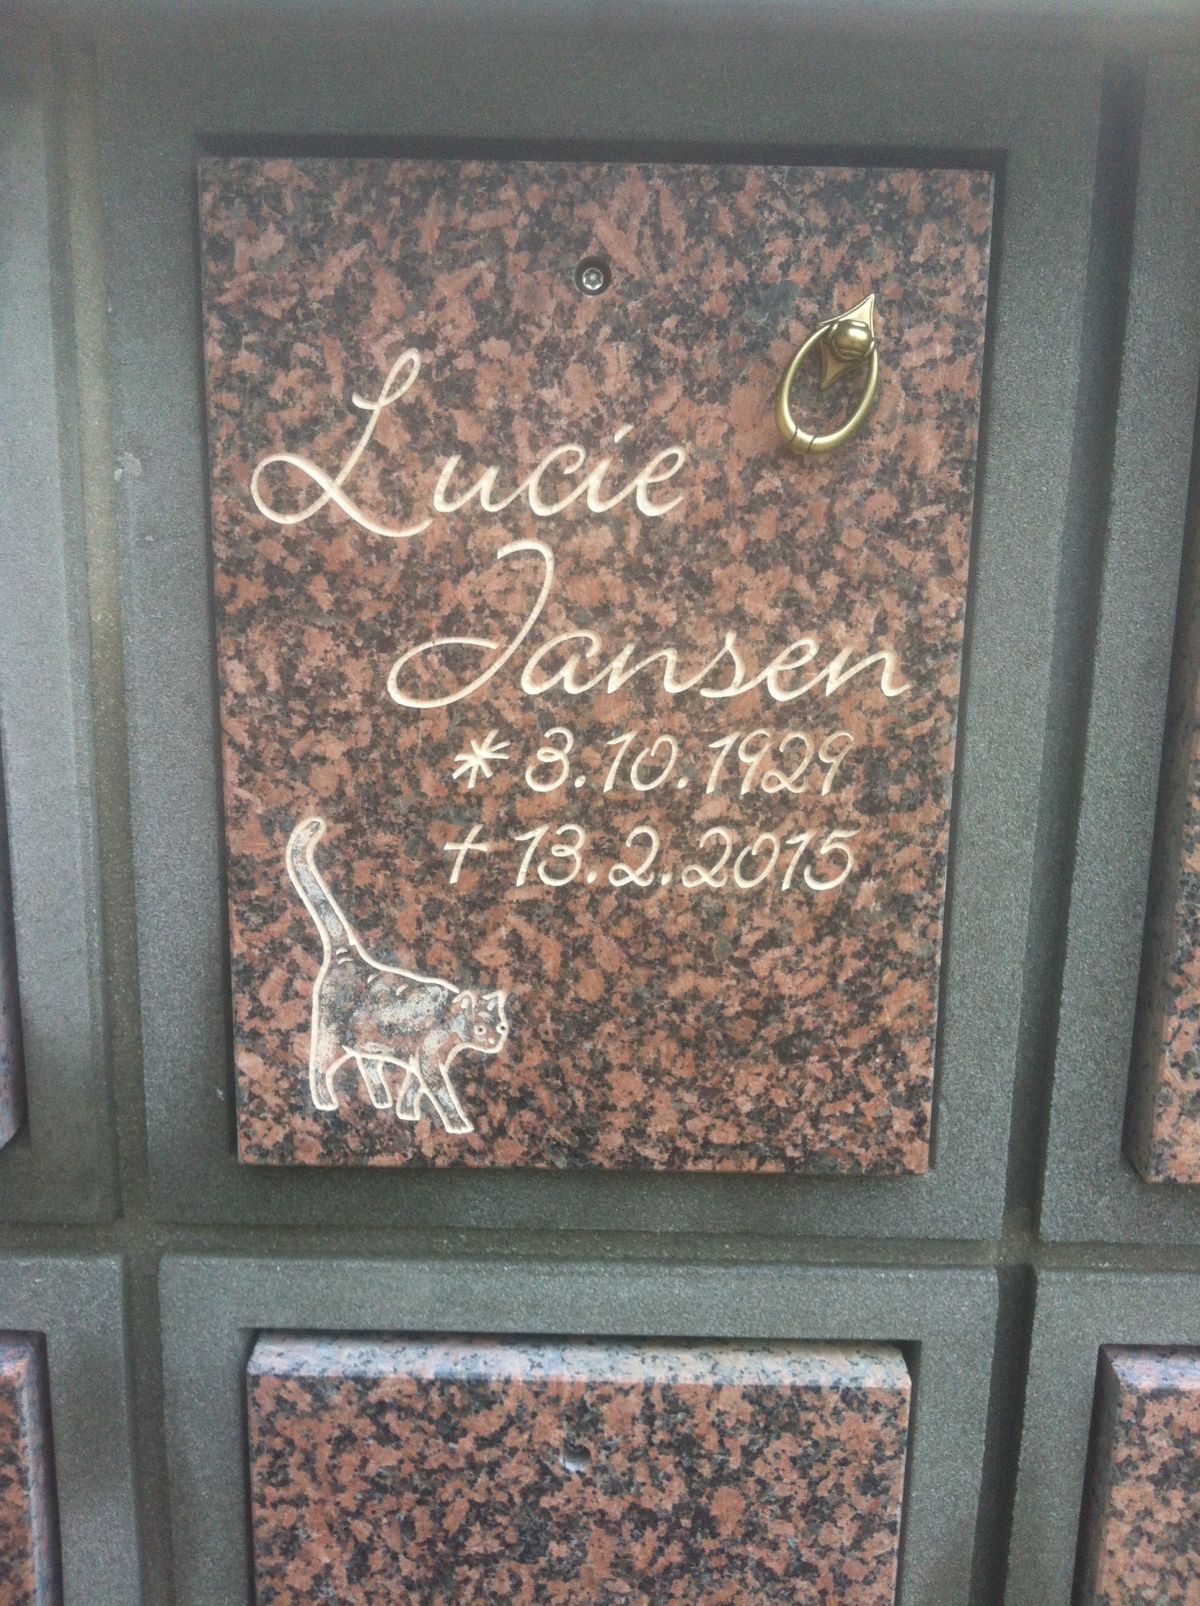 Lucie
Jansen
* 3.10.1929
+ 13.2.2015